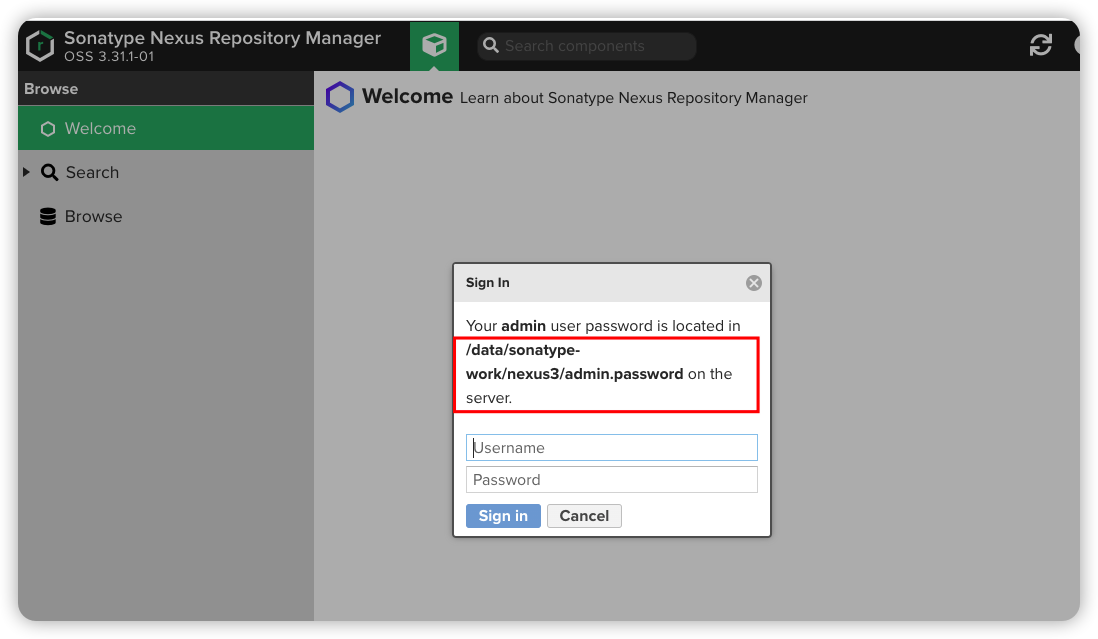 Sonatype Nexus Repository Manager
OSS 3.31.1-01
Search components
Browse
Welcome
Search
Browse
Welcome Learn about Sonatype Nexus Repository Manager
Sign In
Your admin user password is located in
/data/sonatype-
work/nexus3/admin.password on the
server.
Username
Password
Sign in Cancel